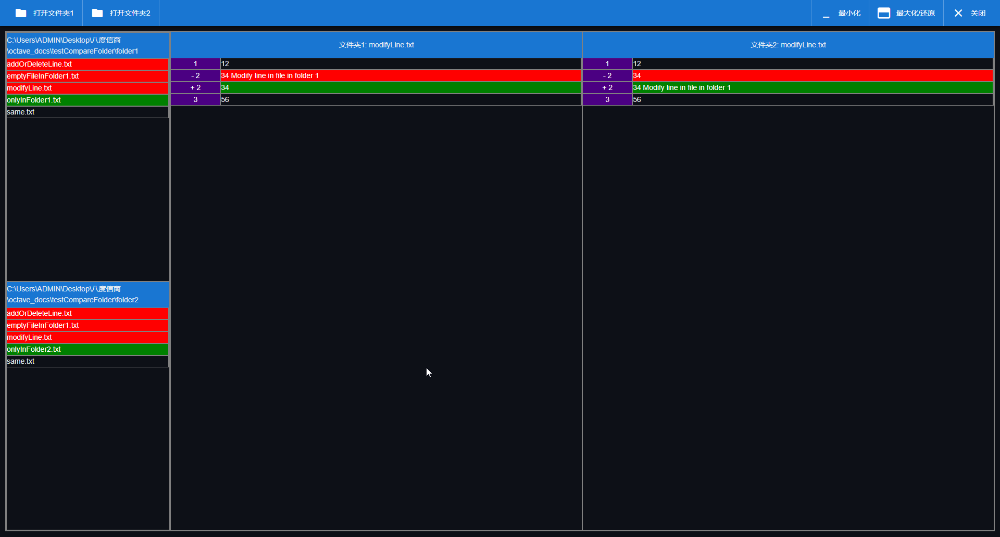 打开文件夹1
打开文件夹2
最小化
最大化/还原
关闭
C:\Users\ADMIN\Desktop\八度信商
\octave_docs\testCompareFolder\folder1
addOrDeleteLine.txt
emptyFileInFolder1.txt
modifyLine.txt
onlyInFolder1.txt
same.txt
C:\Users\ADMIN\Desktop\八度信商
\octave_docs\testCompareFolder\folder2
addOrDeleteLine.txt
emptyFileInFolder1.txt
modifyLine.txt
onlyInFolder2.txt
same.txt
文件夹1: modifyLine.txt
1 12
- 2 34 Modify line in file in folder 1
+ 2 34
3 56
文件夹2: modifyLine.txt
1 12
- 2 34
+ 2 34 Modify line in file in folder 1
3 56